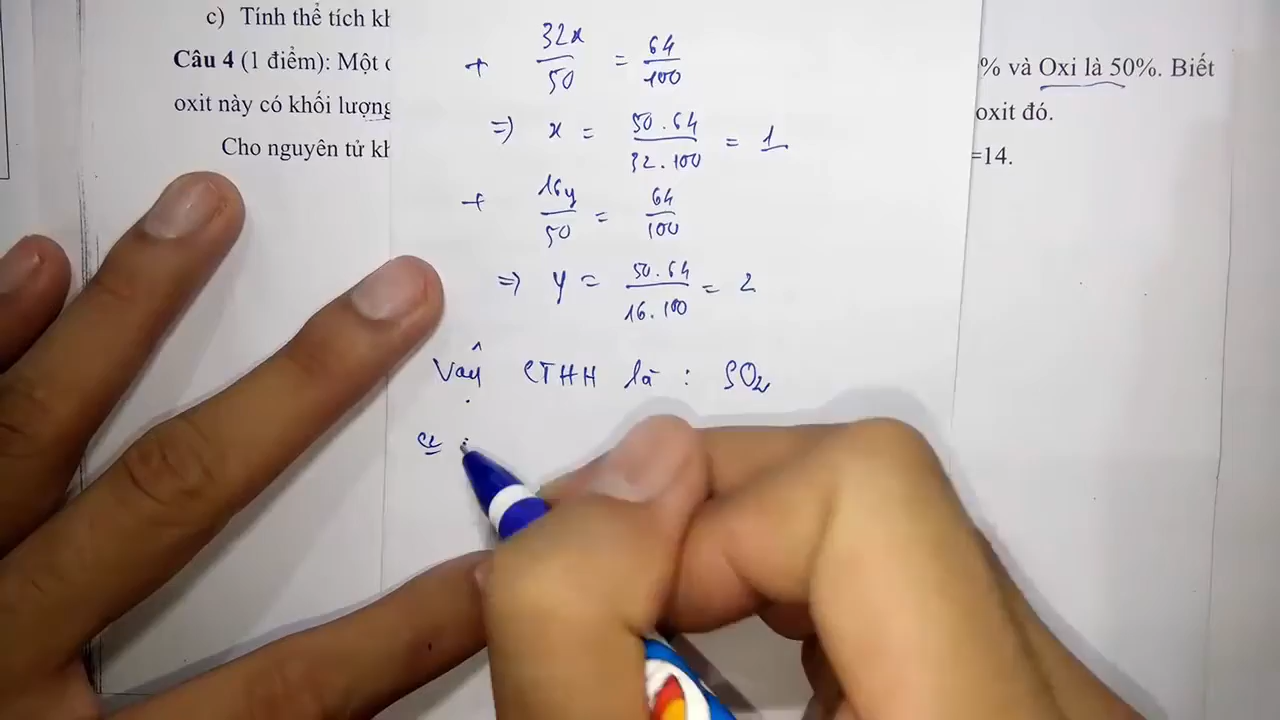 c) Tính thể tích kh
Câu 4 (1 điểm): Một
% và Oxi là 50%. Biết
oxit này có khối lượng
oxit đó.
Cho nguyên tử kh
=14.
+ 32x/50 = 64/100
=> x = 50.64/32.100 = 1
+ 16y/50 = 64/100
=> y = 50.64/16.100 = 2
Vậy CTHH là : SO2